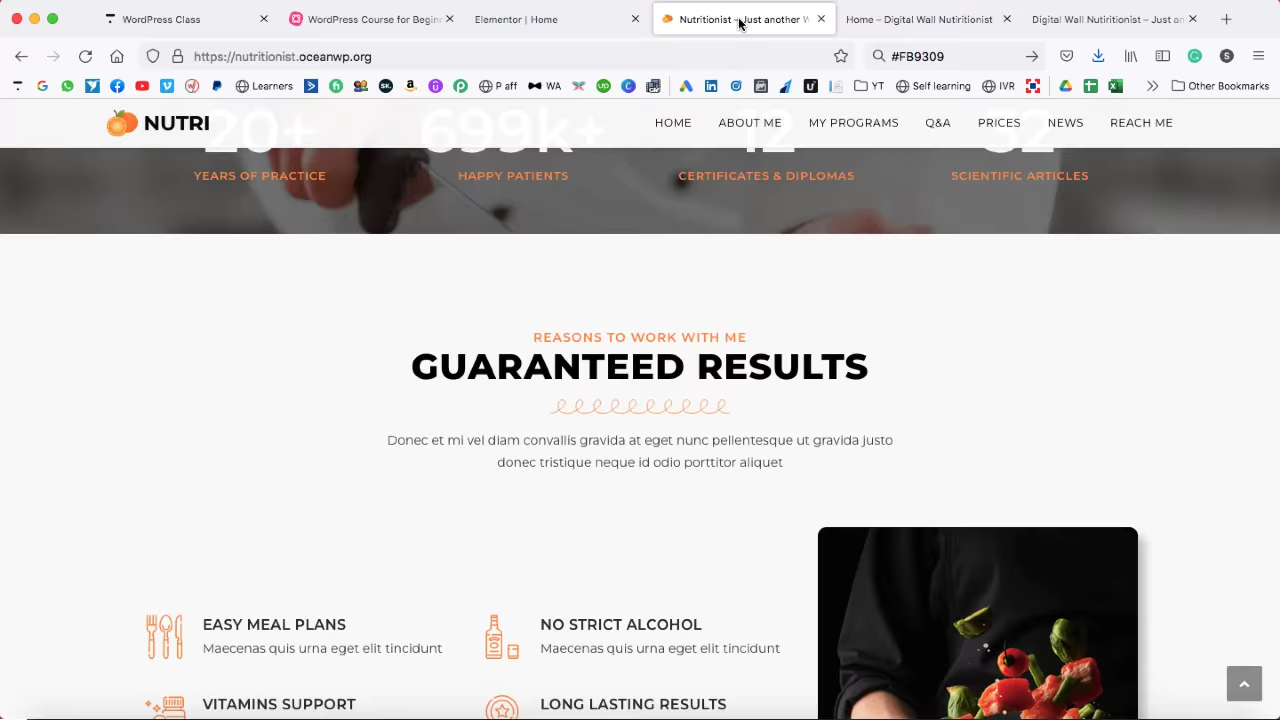 WordPress Class
WordPress Course for Beginn
Elementor | Home
Nutritionist – Just another W
Home – Digital Wall Nutritionist
Digital Wall Nutiritionist – Just an
https://nutritionist.oceanwp.org
#FB9309
Learners
P aff
WA
YT
Self learning
IVR
Other Bookmarks
NUTRI
HOME
ABOUT ME
MY PROGRAMS
Q&A
PRICES
NEWS
REACH ME
20+
699k+
12
52
YEARS OF PRACTICE
HAPPY PATIENTS
CERTIFICATES & DIPLOMAS
SCIENTIFIC ARTICLES
REASONS TO WORK WITH ME
GUARANTEED RESULTS
Donec et mi vel diam convallis gravida at eget nunc pellentesque ut gravida justo
donec tristique neque id odio porttitor aliquet
EASY MEAL PLANS
Maecenas quis urna eget elit tincidunt
NO STRICT ALCOHOL
Maecenas quis urna eget elit tincidunt
VITAMINS SUPPORT
LONG LASTING RESULTS